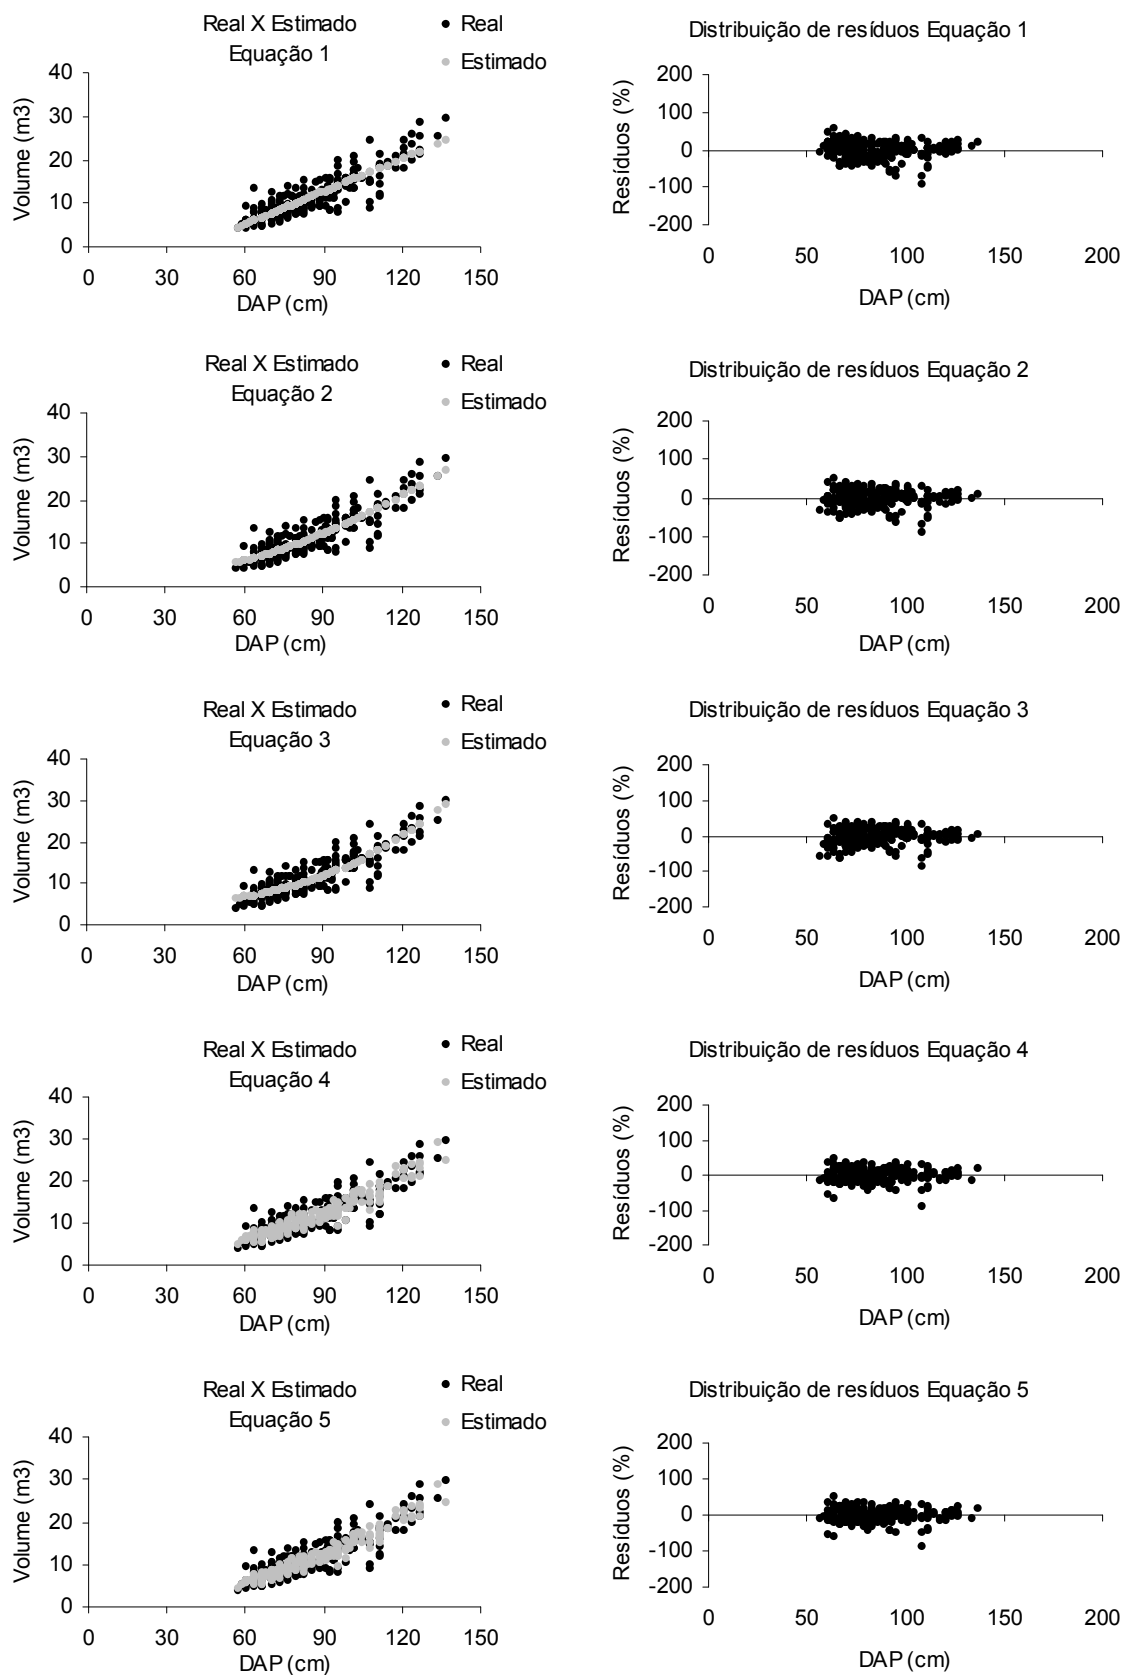 Real X Estimado
Equação 1
Real
Estimado
Volume (m3)
40
30
20
10
0
0 30 60 90 120 150
DAP (cm)
Distribuição de resíduos Equação 1
Resíduos (%)
200
100
0
-100
-200
0 50 100 150 200
DAP (cm)
Real X Estimado
Equação 2
Real
Estimado
Volume (m3)
40
30
20
10
0
0 30 60 90 120 150
DAP (cm)
Distribuição de resíduos Equação 2
Resíduos (%)
200
100
0
-100
-200
0 50 100 150 200
DAP (cm)
Real X Estimado
Equação 3
Real
Estimado
Volume (m3)
40
30
20
10
0
0 30 60 90 120 150
DAP (cm)
Distribuição de resíduos Equação 3
Resíduos (%)
200
100
0
-100
-200
0 50 100 150 200
DAP (cm)
Real X Estimado
Equação 4
Real
Estimado
Volume (m3)
40
30
20
10
0
0 30 60 90 120 150
DAP (cm)
Distribuição de resíduos Equação 4
Resíduos (%)
200
100
0
-100
-200
0 50 100 150 200
DAP (cm)
Real X Estimado
Equação 5
Real
Estimado
Volume (m3)
40
30
20
10
0
0 30 60 90 120 150
DAP (cm)
Distribuição de resíduos Equação 5
Resíduos (%)
200
100
0
-100
-200
0 50 100 150 200
DAP (cm)